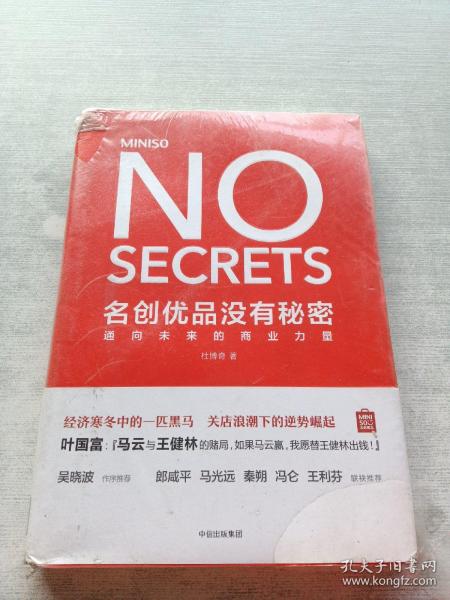 MINISO
NO
SECRETS
名创优品没有秘密
通向未来的商业力量
杜博奇 著
经济寒冬中的一匹黑马 关店浪潮下的逆势崛起
MINI
SO
叶国富：『马云与王健林的赌局，如果马云赢，我愿替王健林出钱！』
吴晓波 作序推荐 郎咸平 马光远 秦朔 冯仑 王利芬 联袂推荐
中信出版集团
孔夫子旧书网
www.kongfz.com